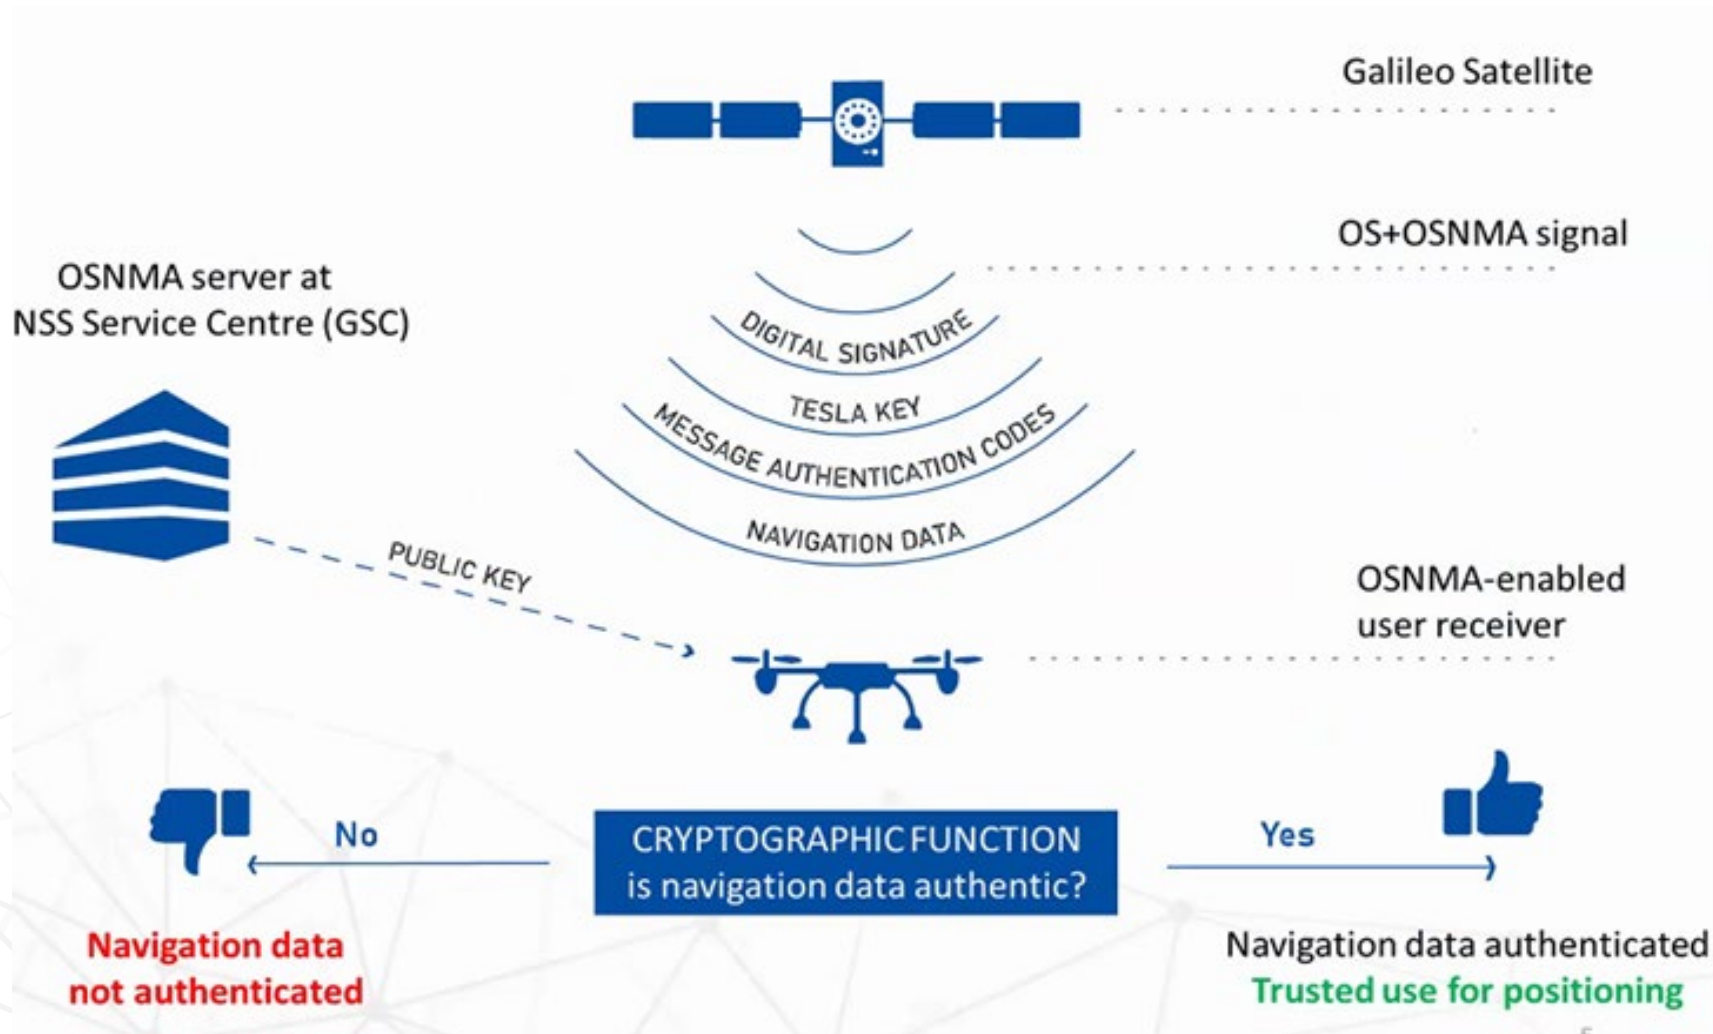 Galileo Satellite
OS+OSNMA signal
OSNMA server at
NSS Service Centre (GSC)
DIGITAL SIGNATURE
TESLA KEY
MESSAGE AUTHENTICATION CODES
NAVIGATION DATA
PUBLIC KEY
OSNMA-enabled
user receiver
No
CRYPTOGRAPHIC FUNCTION
is navigation data authentic?
Yes
Navigation data
not authenticated
Navigation data authenticated
Trusted use for positioning